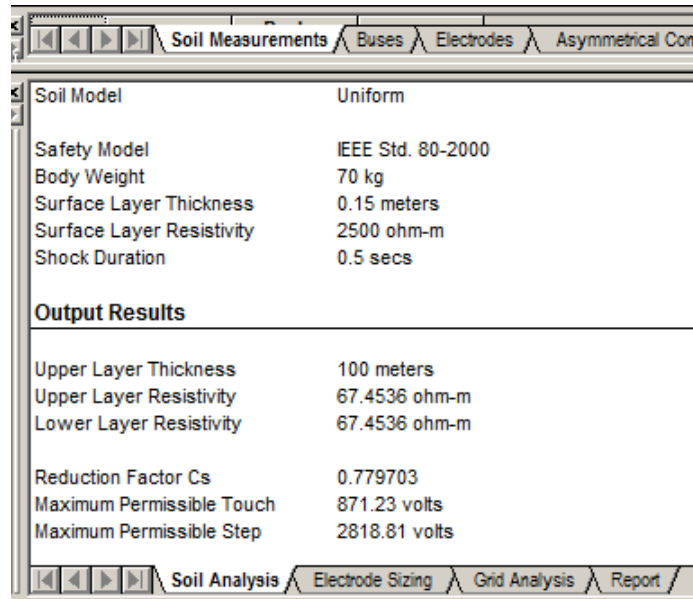 Soil Measurements Buses Electrodes Asymmetrical Con
Soil Model Uniform
Safety Model IEEE Std. 80-2000
Body Weight 70 kg
Surface Layer Thickness 0.15 meters
Surface Layer Resistivity 2500 ohm-m
Shock Duration 0.5 secs
Output Results
Upper Layer Thickness 100 meters
Upper Layer Resistivity 67.4536 ohm-m
Lower Layer Resistivity 67.4536 ohm-m
Reduction Factor Cs 0.779703
Maximum Permissible Touch 871.23 volts
Maximum Permissible Step 2818.81 volts
Soil Analysis Electrode Sizing Grid Analysis Report